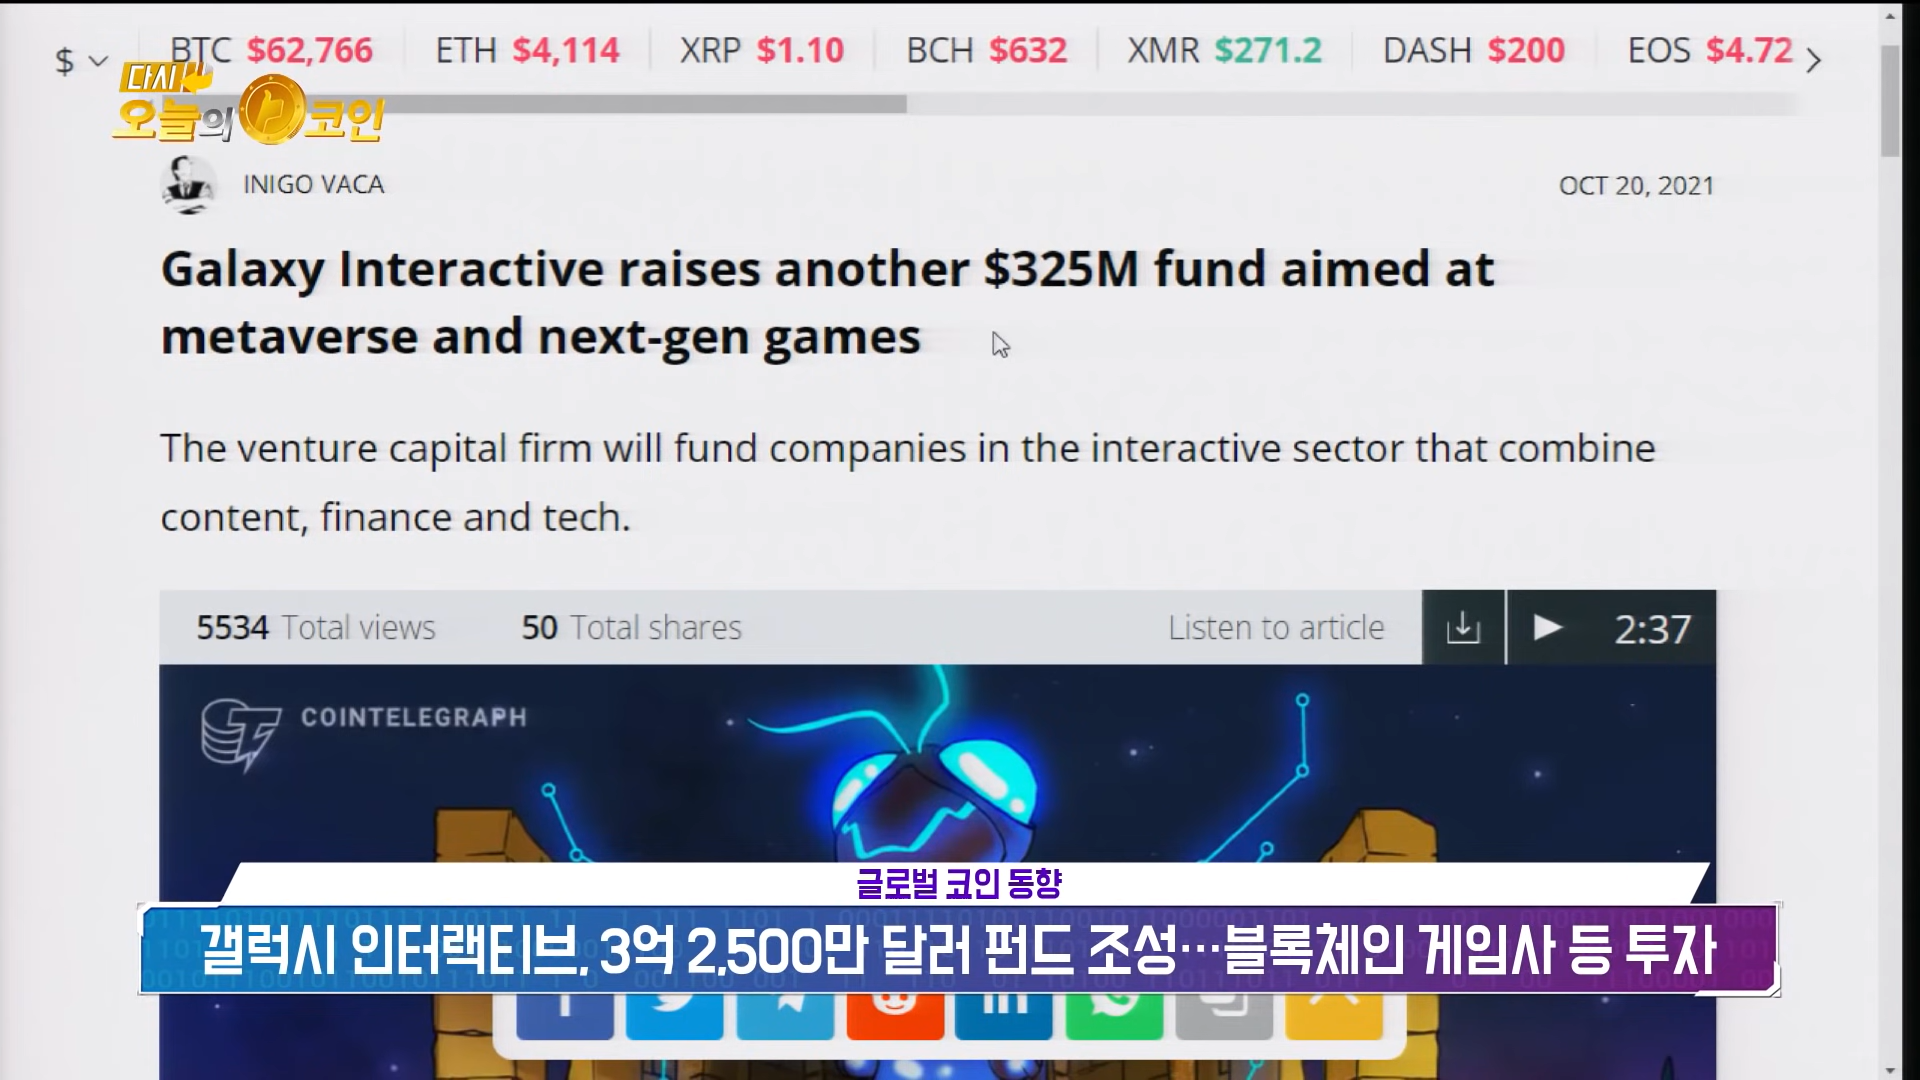 $ BTC $62,766 ETH $4,114 XRP $1.10 BCH $632 XMR $271.2 DASH $200 EOS $4.72
다시
오늘의 코인
INIGO VACA OCT 20, 2021
Galaxy Interactive raises another $325M fund aimed at
metaverse and next-gen games
The venture capital firm will fund companies in the interactive sector that combine
content, finance and tech.
5534 Total views 50 Total shares Listen to article 2:37
COINTELEGRAPH
글로벌 코인 동향
갤럭시 인터랙티브, 3억 2,500만 달러 펀드 조성…블록체인 게임사 등 투자